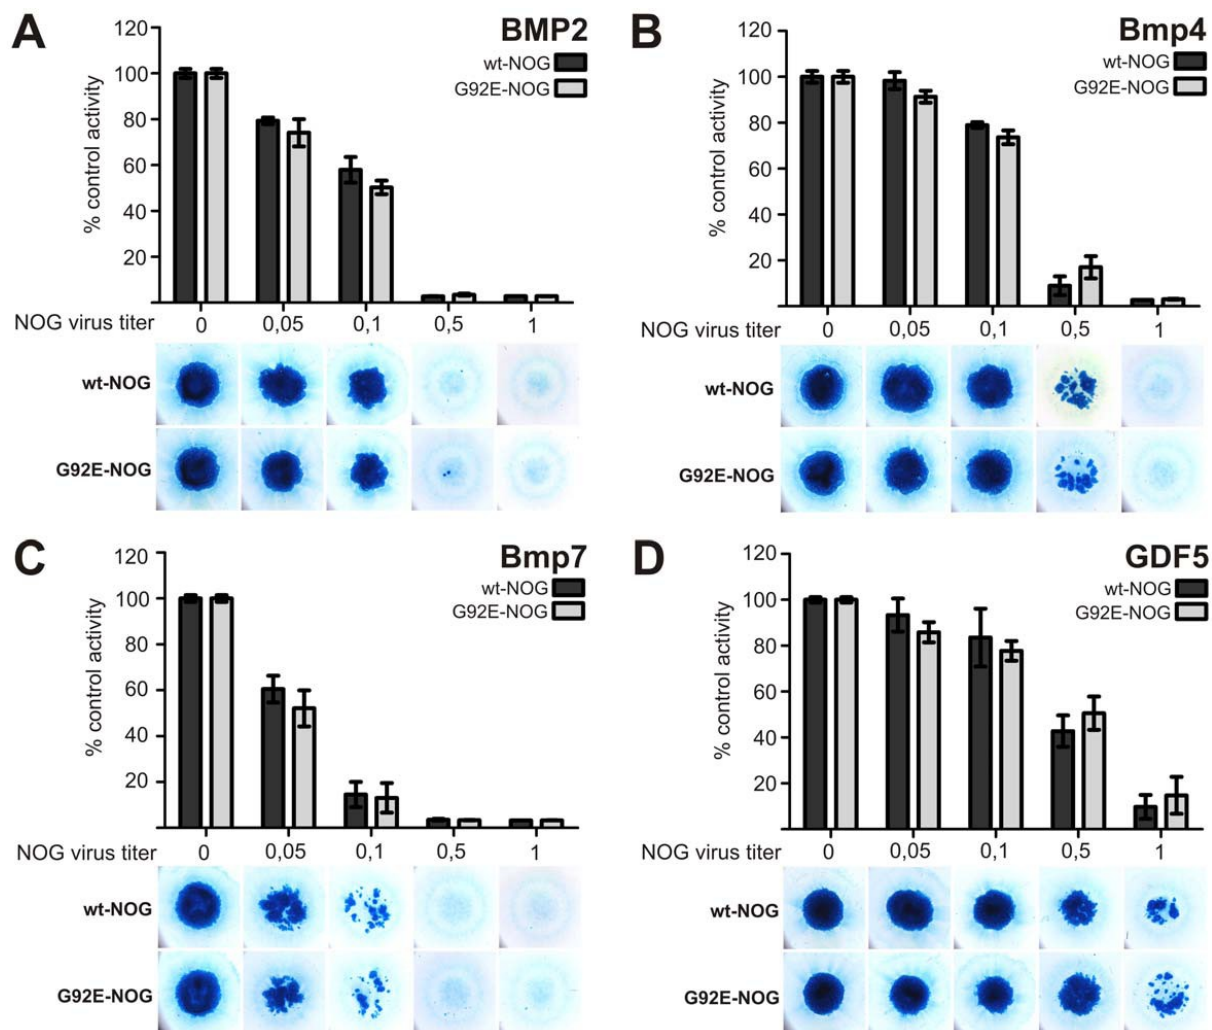 A
BMP2
wt-NOG
G92E-NOG
% control activity
120
100
80
60
40
20
NOG virus titer 0 0,05 0,1 0,5 1
wt-NOG
G92E-NOG
B
Bmp4
wt-NOG
G92E-NOG
% control activity
120
100
80
60
40
20
NOG virus titer 0 0,05 0,1 0,5 1
wt-NOG
G92E-NOG
C
Bmp7
wt-NOG
G92E-NOG
% control activity
120
100
80
60
40
20
NOG virus titer 0 0,05 0,1 0,5 1
wt-NOG
G92E-NOG
D
GDF5
wt-NOG
G92E-NOG
% control activity
120
100
80
60
40
20
NOG virus titer 0 0,05 0,1 0,5 1
wt-NOG
G92E-NOG